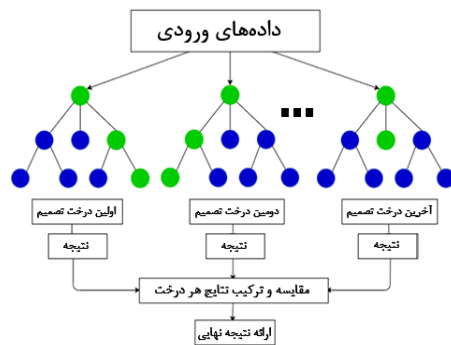 داده‌های ورودی
اولین درخت تصمیم
دومین درخت تصمیم
آخرین درخت تصمیم
نتیجه
نتیجه
نتیجه
مقایسه و ترکیب نتایج هر درخت
ارائه نتیجه نهایی